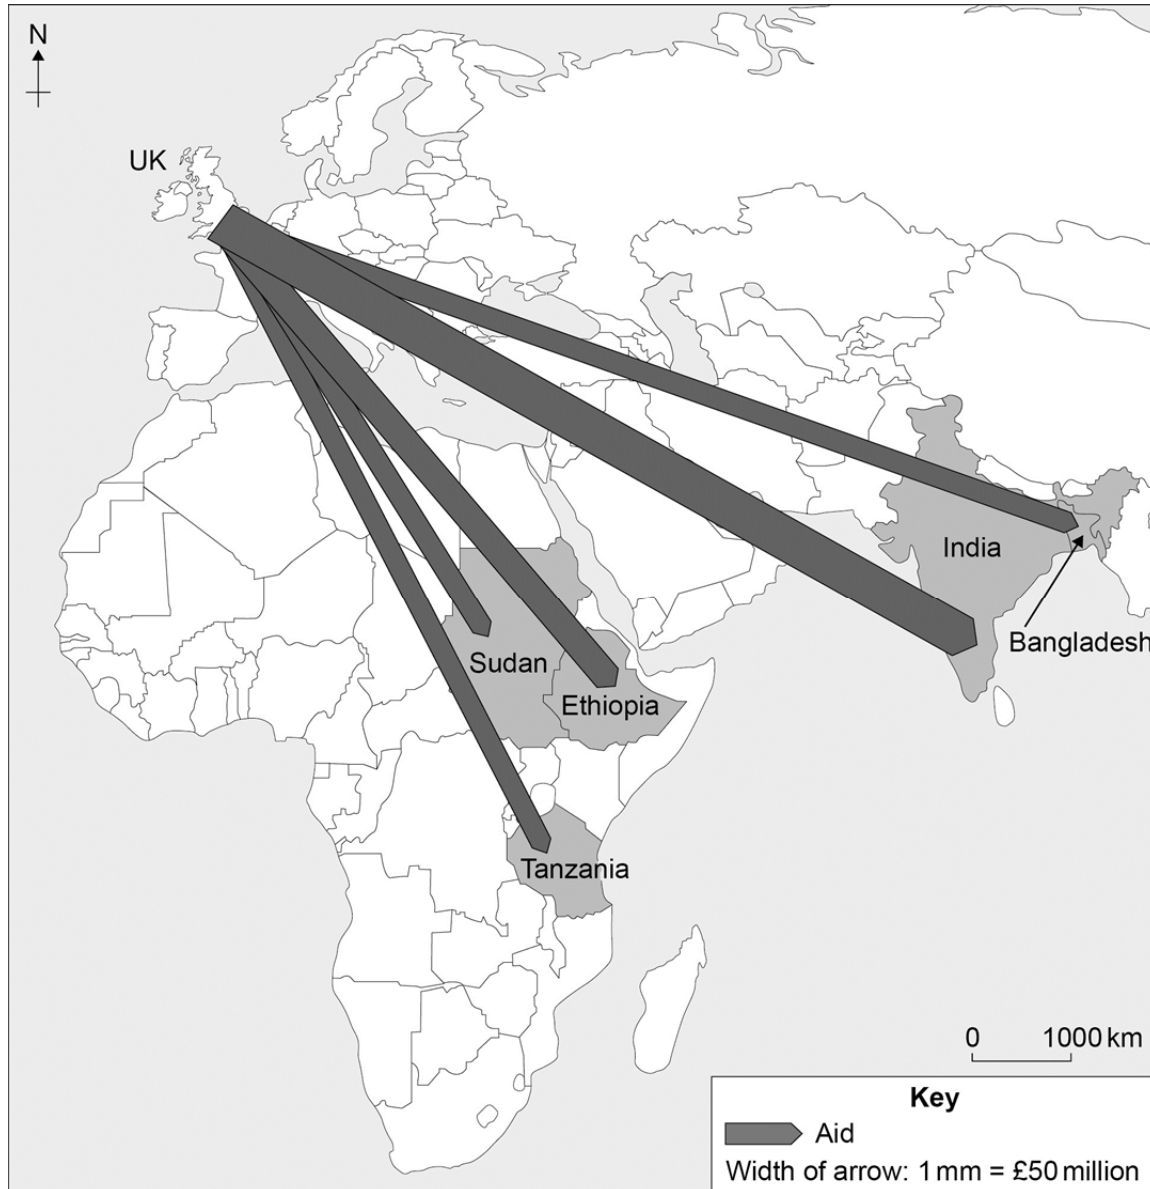 N
UK
India
Bangladesh
Sudan
Ethiopia
Tanzania
0 1000 km
Key
Aid
Width of arrow: 1 mm = £50 million